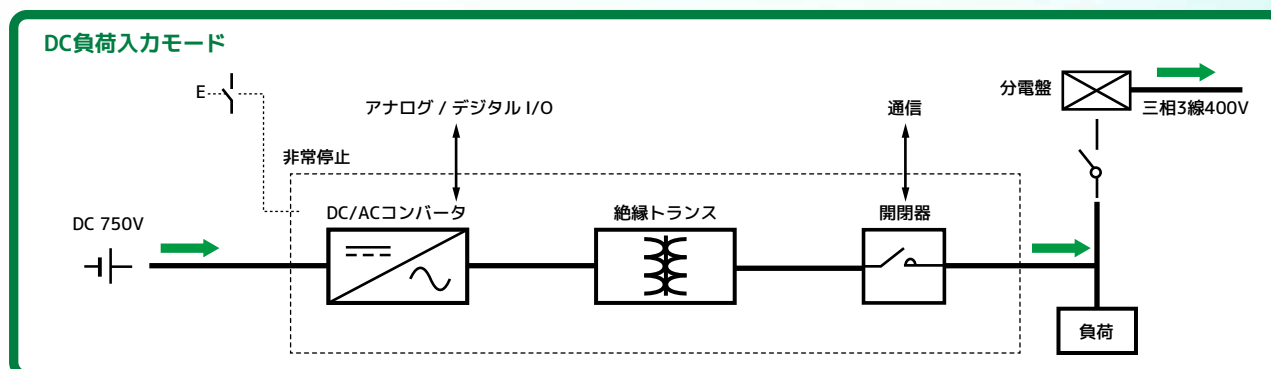 DC負荷入力モード
E
アナログ / デジタル I/O
通信
分電盤
三相3線400V
非常停止
DC 750V
DC/ACコンバータ
絶縁トランス
開閉器
負荷